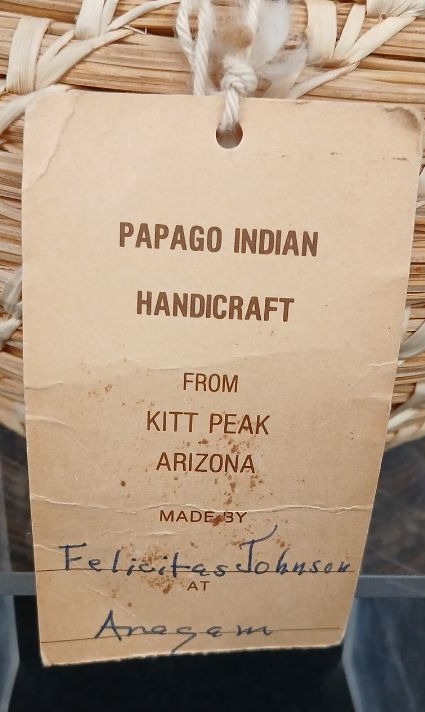 PAPAGO INDIAN
HANDICRAFT
FROM
KITT PEAK
ARIZONA
MADE BY
Felicitas Johnson
AT
Anegam